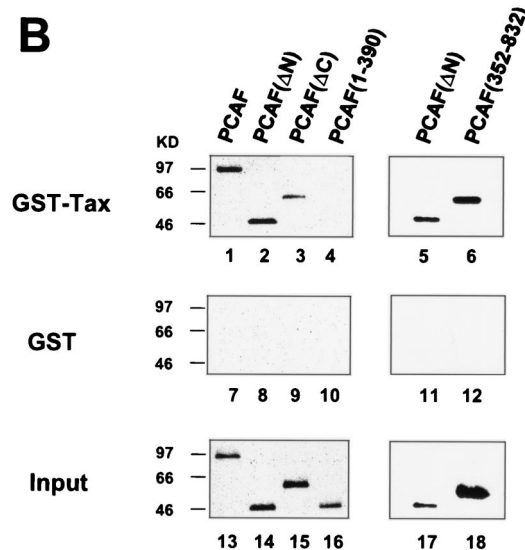 B
PCAF
PCAF(ΔN)
PCAF(ΔC)
PCAF(1-390)
PCAF(ΔN)
PCAF(352-832)
KD
97
66
46
GST-Tax
1 2 3 4 5 6
97
66
46
GST
7 8 9 10 11 12
97
66
46
Input
13 14 15 16 17 18